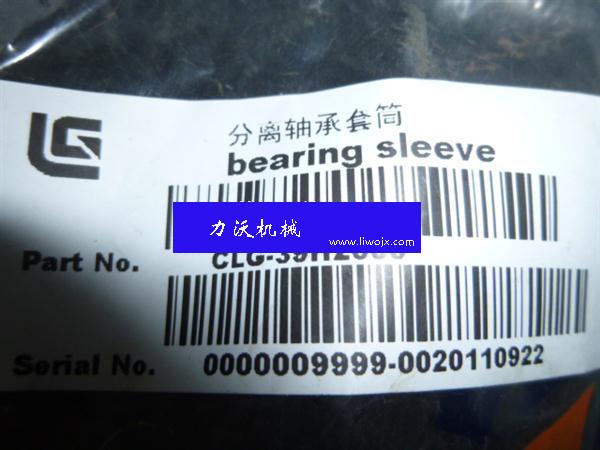 分离轴承套筒
bearing sleeve
力沃机械
www.liwojx.com
Part No.
Serial No. 0000009999-0020110922